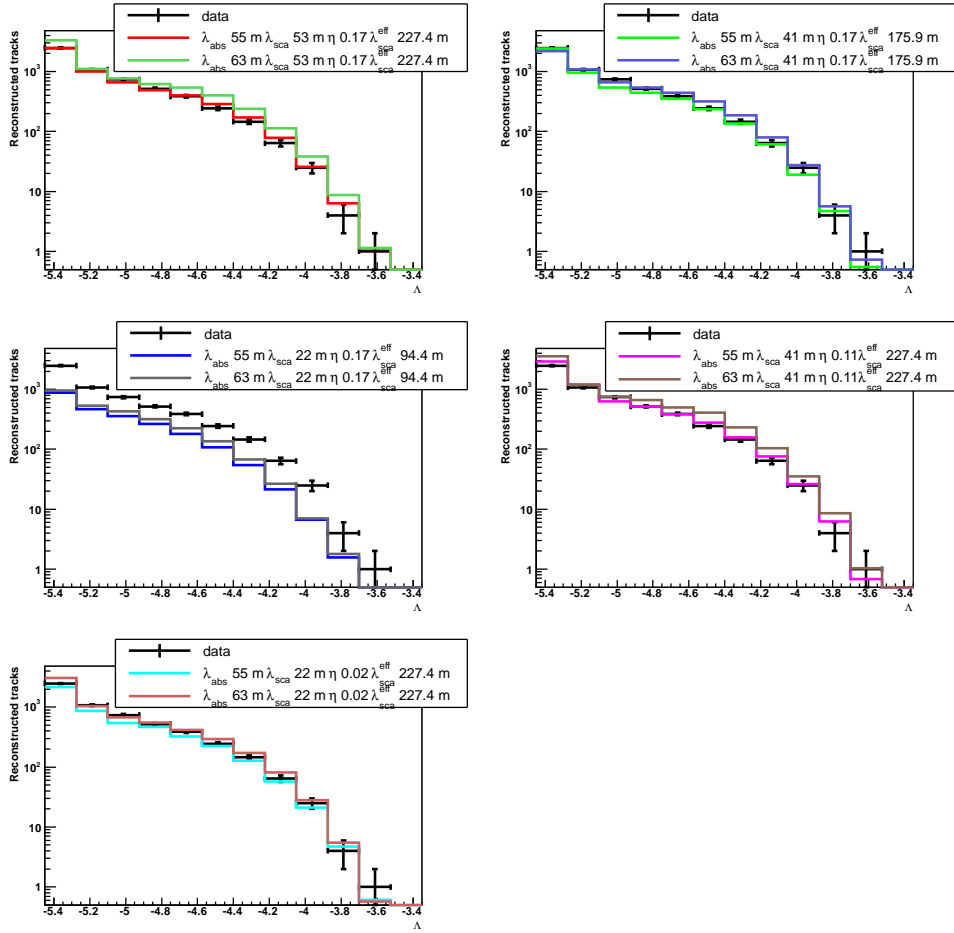 data
λabs 55 m λsca 53 m η 0.17 λeffsca 227.4 m
λabs 63 m λsca 53 m η 0.17 λeffsca 227.4 m
Reconstructed tracks
10³
10²
10
1
-5.4 -5.2 -5 -4.8 -4.6 -4.4 -4.2 -4 -3.8 -3.6 -3.4
Λ
data
λabs 55 m λsca 41 m η 0.17 λeffsca 175.9 m
λabs 63 m λsca 41 m η 0.17 λeffsca 175.9 m
Reconstructed tracks
10³
10²
10
1
-5.4 -5.2 -5 -4.8 -4.6 -4.4 -4.2 -4 -3.8 -3.6 -3.4
Λ
data
λabs 55 m λsca 22 m η 0.17 λeffsca 94.4 m
λabs 63 m λsca 22 m η 0.17 λeffsca 94.4 m
Reconstructed tracks
10³
10²
10
1
-5.4 -5.2 -5 -4.8 -4.6 -4.4 -4.2 -4 -3.8 -3.6 -3.4
Λ
data
λabs 55 m λsca 41 m η 0.11 λeffsca 227.4 m
λabs 63 m λsca 41 m η 0.11 λeffsca 227.4 m
Reconstructed tracks
10³
10²
10
1
-5.4 -5.2 -5 -4.8 -4.6 -4.4 -4.2 -4 -3.8 -3.6 -3.4
Λ
data
λabs 55 m λsca 22 m η 0.02 λeffsca 227.4 m
λabs 63 m λsca 22 m η 0.02 λeffsca 227.4 m
Reconstructed tracks
10³
10²
10
1
-5.4 -5.2 -5 -4.8 -4.6 -4.4 -4.2 -4 -3.8 -3.6 -3.4
Λ